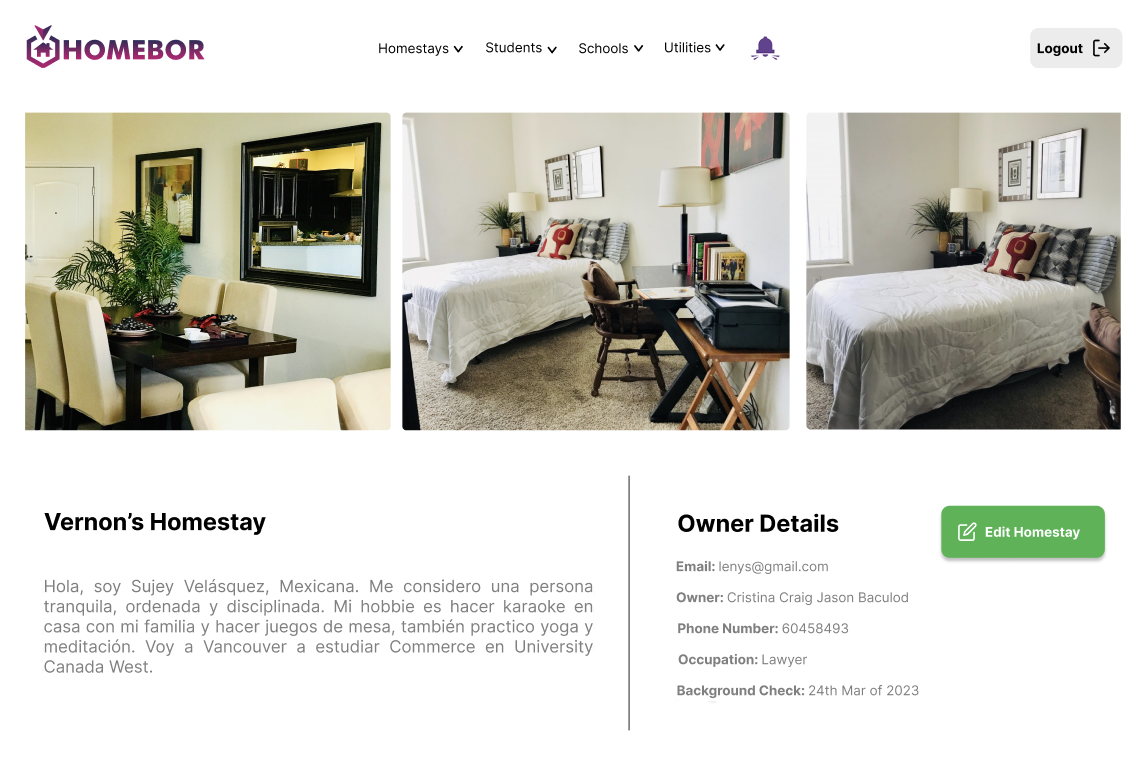 HOMEBOR
Homestays
Students
Schools
Utilities
Logout
Vernon’s Homestay
Hola, soy Sujey Velásquez, Mexicana. Me considero una persona
tranquila, ordenada y disciplinada. Mi hobbie es hacer karaoke en
casa con mi familia y hacer juegos de mesa, también practico yoga y
meditación. Voy a Vancouver a estudiar Commerce en University
Canada West.
Owner Details
Edit Homestay
Email: lenys@gmail.com
Owner: Cristina Craig Jason Baculod
Phone Number: 60458493
Occupation: Lawyer
Background Check: 24th Mar of 2023